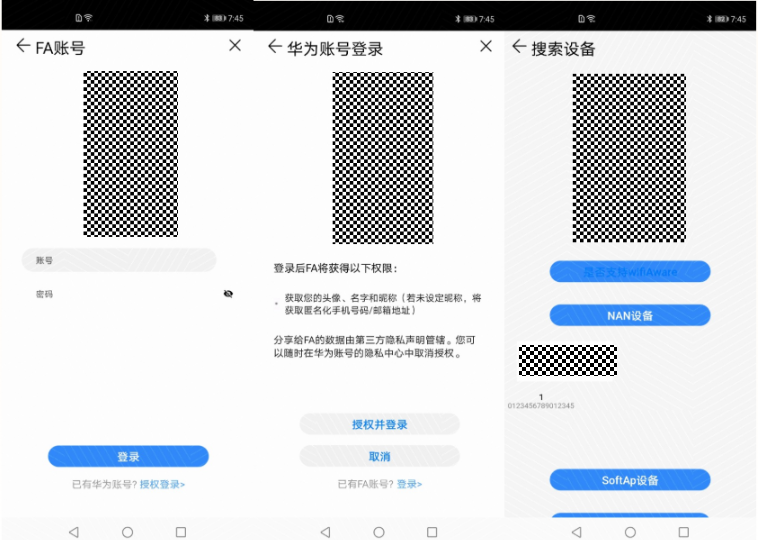 7:45
FA账号
账号
密码
登录
已有华为账号? 授权登录>
7:45
华为账号登录
登录后FA将获得以下权限：
获取您的头像、名字和昵称（若未设定昵称，将
获取匿名化手机号码/邮箱地址）
分享给FA的数据由第三方隐私声明管辖。您可
以随时在华为账号的隐私中心中取消授权。
授权并登录
取消
已有FA账号? 登录>
7:45
搜索设备
是否支持wifiAware
NAN设备
1
0123456789012345
SoftAp设备